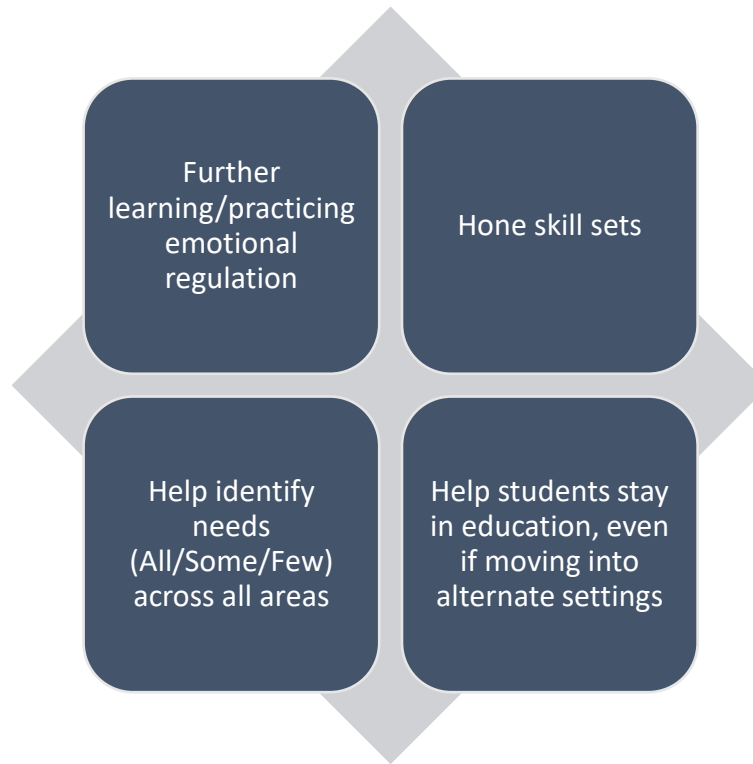 Further
learning/practicing
emotional
regulation
Hone skill sets
Help identify
needs
(All/Some/Few)
across all areas
Help students stay
in education, even
if moving into
alternate settings